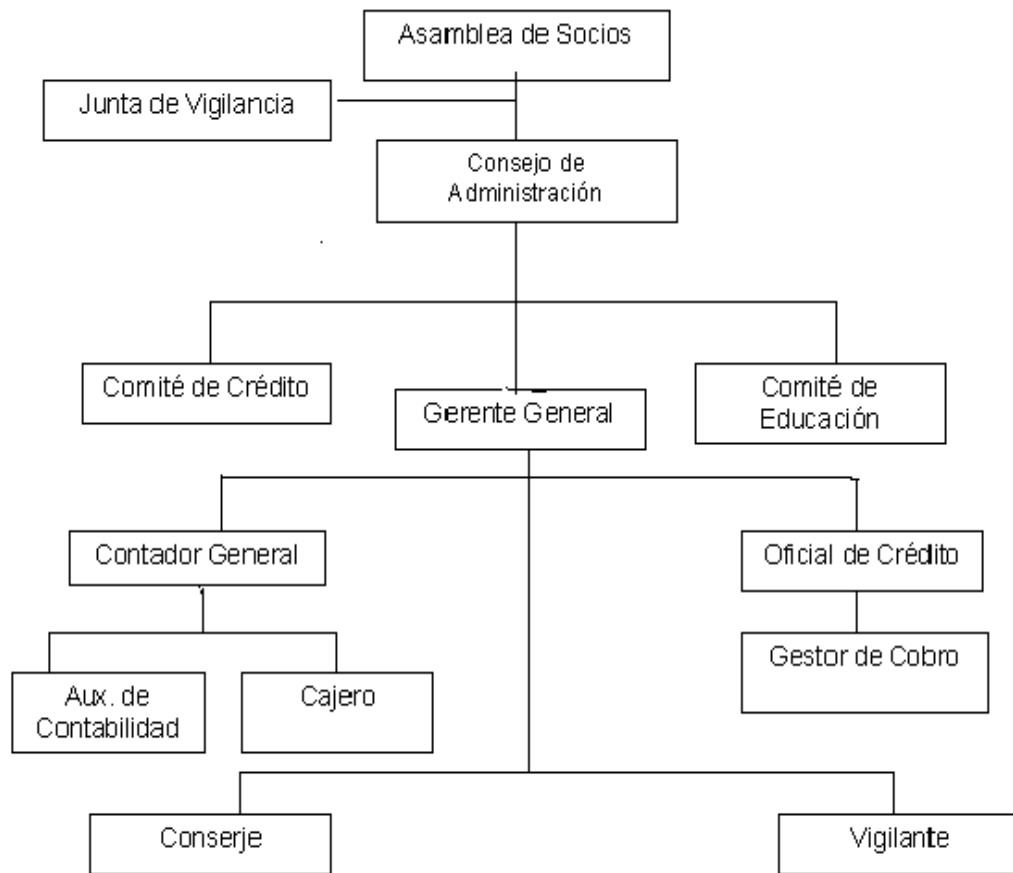 Asamblea de Socios
Junta de Vigilancia
Consejo de
Administración
Comité de Crédito
Gerente General
Comité de
Educación
Contador General
Oficial de Crédito
Aux. de
Contabilidad
Cajero
Gestor de Cobro
Conserje
Vigilante